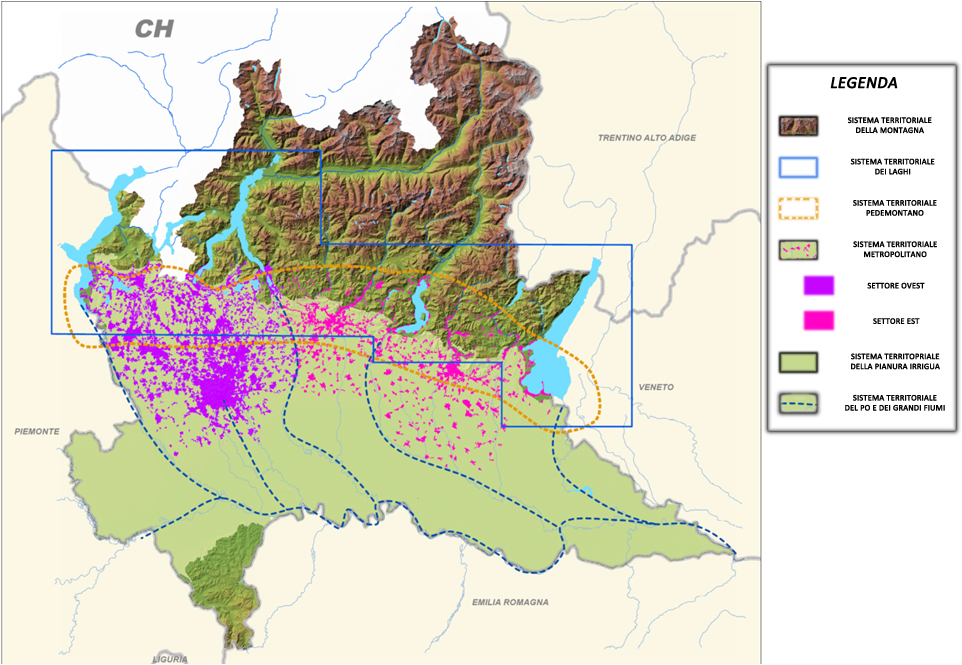 CH
TRENTINO ALTO ADIGE
VENETO
PIEMONTE
EMILIA ROMAGNA
LIGURIA
LEGENDA
SISTEMA TERRITORIALE
DELLA MONTAGNA
SISTEMA TERRITORIALE
DEI LAGHI
SISTEMA TERRITORIALE
PEDEMONTANO
SISTEMA TERRITORIALE
METROPOLITANO
SETTORE OVEST
SETTORE EST
SISTEMA TERRITOPRIALE
DELLA PIANURA IRRIGUA
SISTEMA TERRITORIALE
DEL PO E DEI GRANDI FIUMI